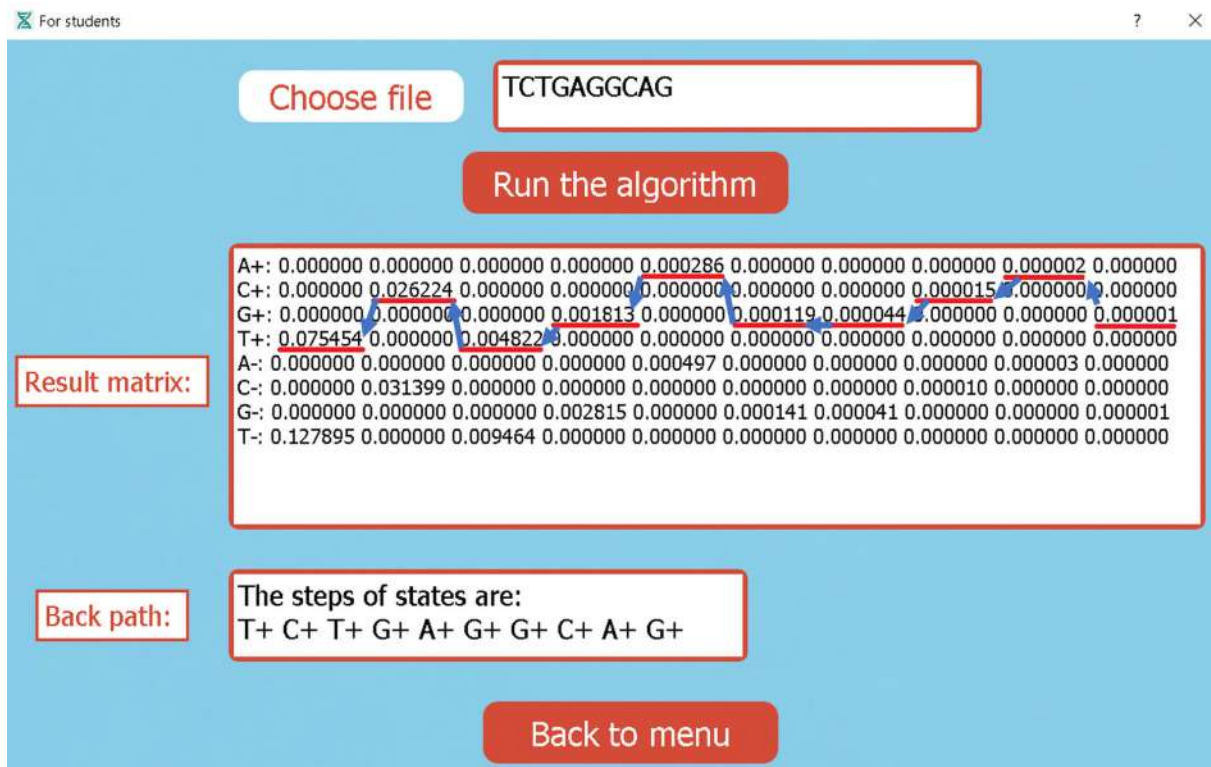 For students
? ×
Choose file
TCTGAGGCAG
Run the algorithm
Result matrix:
A+: 0.000000 0.000000 0.000000 0.000000 0.000286 0.000000 0.000000 0.000000 0.000002 0.000000
C+: 0.000000 0.026224 0.000000 0.000000 0.000000 0.000000 0.000000 0.000015 0.000000 0.000000
G+: 0.000000 0.000000 0.000000 0.001813 0.000000 0.000119 0.000044 0.000000 0.000000 0.000001
T+: 0.075454 0.000000 0.004822 0.000000 0.000000 0.000000 0.000000 0.000000 0.000000 0.000000
A-: 0.000000 0.000000 0.000000 0.000000 0.000497 0.000000 0.000000 0.000000 0.000003 0.000000
C-: 0.000000 0.031399 0.000000 0.000000 0.000000 0.000000 0.000000 0.000010 0.000000 0.000000
G-: 0.000000 0.000000 0.000000 0.002815 0.000000 0.000141 0.000041 0.000000 0.000000 0.000001
T-: 0.127895 0.000000 0.009464 0.000000 0.000000 0.000000 0.000000 0.000000 0.000000 0.000000
Back path:
The steps of states are:
T+ C+ T+ G+ A+ G+ G+ C+ A+ G+
Back to menu